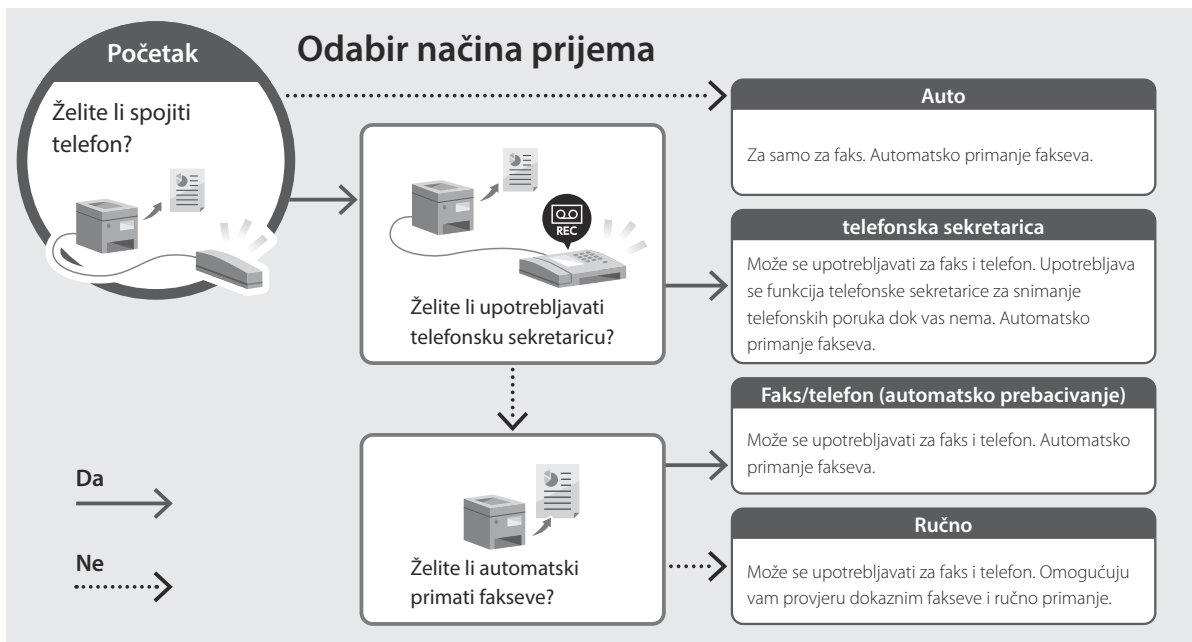 Odabir načina prijema
Početak
Želite li spojiti
telefon?
REC
Želite li upotrebljavati
telefonsku sekretaricu?
Želite li automatski
primati fakseve?
Auto
Za samo za faks. Automatsko primanje fakseva.
telefonska sekretarica
Može se upotrebljavati za faks i telefon. Upotrebljava
se funkcija telefonske sekretarice za snimanje
telefonskih poruka dok vas nema. Automatsko
primanje fakseva.
Faks/telefon (automatsko prebacivanje)
Može se upotrebljavati za faks i telefon. Automatsko
primanje fakseva.
Ručno
Može se upotrebljavati za faks i telefon. Omogućuju
vam provjeru dokaznim fakseve i ručno primanje.
Da
Ne